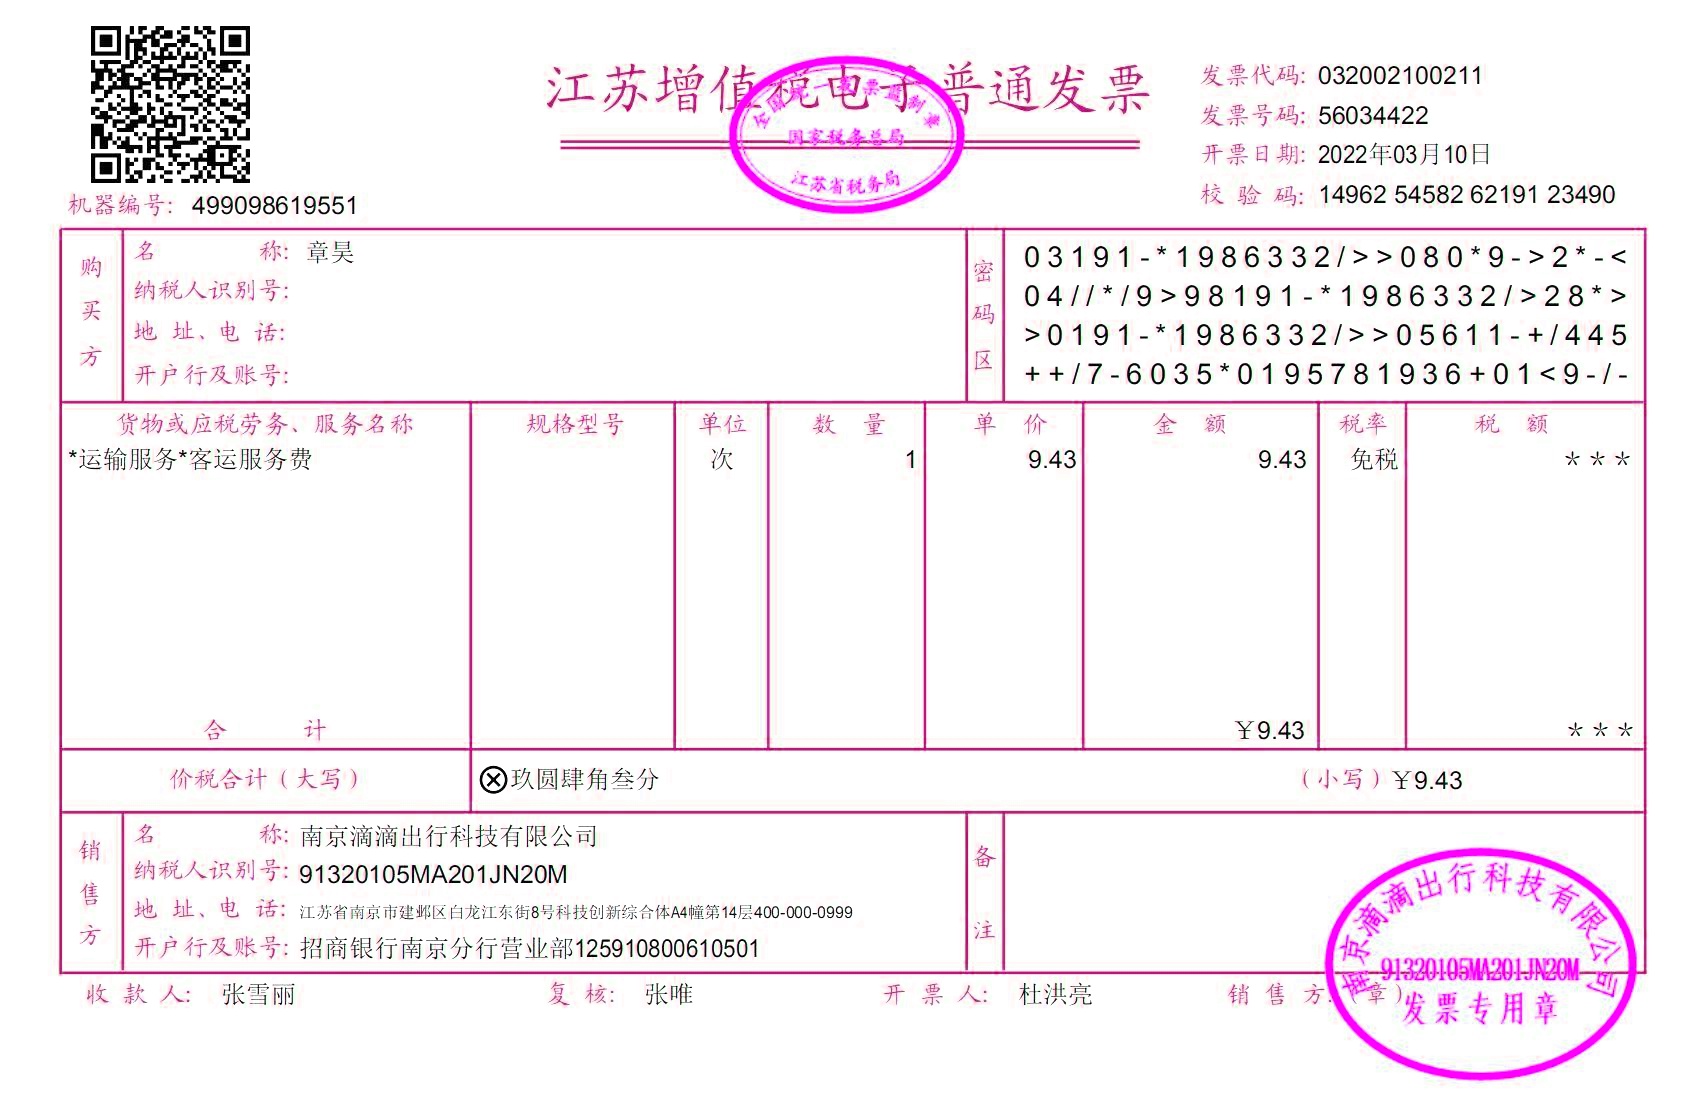 江苏增值税电子普通发票
全国统一发票监制章
国家税务总局
江苏省税务局
发票代码: 032002100211
发票号码: 56034422
开票日期: 2022年03月10日
校验码: 14962 54582 62191 23490
机器编号: 499098619551
购买方
名称: 章昊
纳税人识别号:
地址、电话:
开户行及账号:
密码区
03191-*1986332/>>080*9->2*-<
04//*/9>98191-*1986332/>28*>
>0191-*1986332/>>05611-+/445
++/7-6035*0195781936+01<9-/-
货物或应税劳务、服务名称 规格型号 单位 数量 单价 金额 税率 税额
*运输服务*客运服务费 次 1 9.43 9.43 免税 ***
合计 ￥9.43 ***
价税合计（大写） ⊗玖圆肆角叁分 （小写）￥9.43
销售方
名称: 南京滴滴出行科技有限公司
纳税人识别号: 91320105MA201JN20M
地址、电话: 江苏省南京市建邺区白龙江东街8号科技创新综合体A4幢第14层400-000-0999
开户行及账号: 招商银行南京分行营业部125910800610501
备注
收款人: 张雪丽 复核: 张唯 开票人: 杜洪亮 销售方:（章）
南京滴滴出行科技有限公司
91320105MA201JN20M
发票专用章